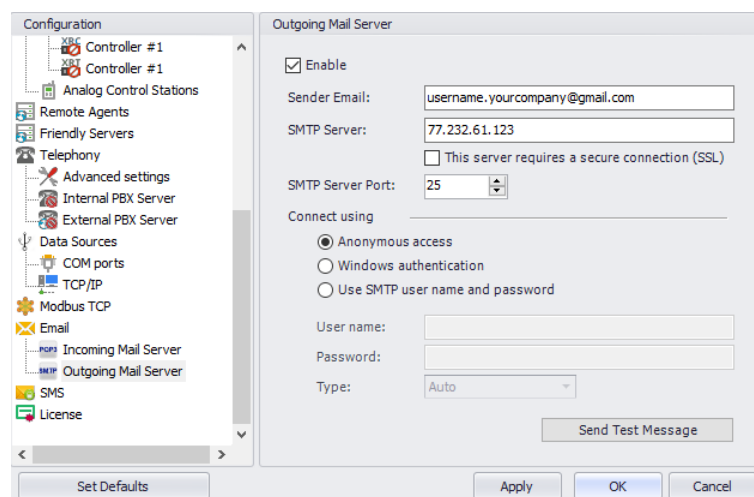 Configuration
XRC Controller #1
XRT Controller #1
Analog Control Stations
Remote Agents
Friendly Servers
Telephony
Advanced settings
Internal PBX Server
External PBX Server
Data Sources
COM ports
TCP/IP
Modbus TCP
Email
POP3 Incoming Mail Server
SMTP Outgoing Mail Server
SMS
License
Set Defaults
Outgoing Mail Server
Enable
Sender Email: username.yourcompany@gmail.com
SMTP Server: 77.232.61.123
This server requires a secure connection (SSL)
SMTP Server Port: 25
Connect using
Anonymous access
Windows authentication
Use SMTP user name and password
User name:
Password:
Type: Auto
Send Test Message
Apply OK Cancel